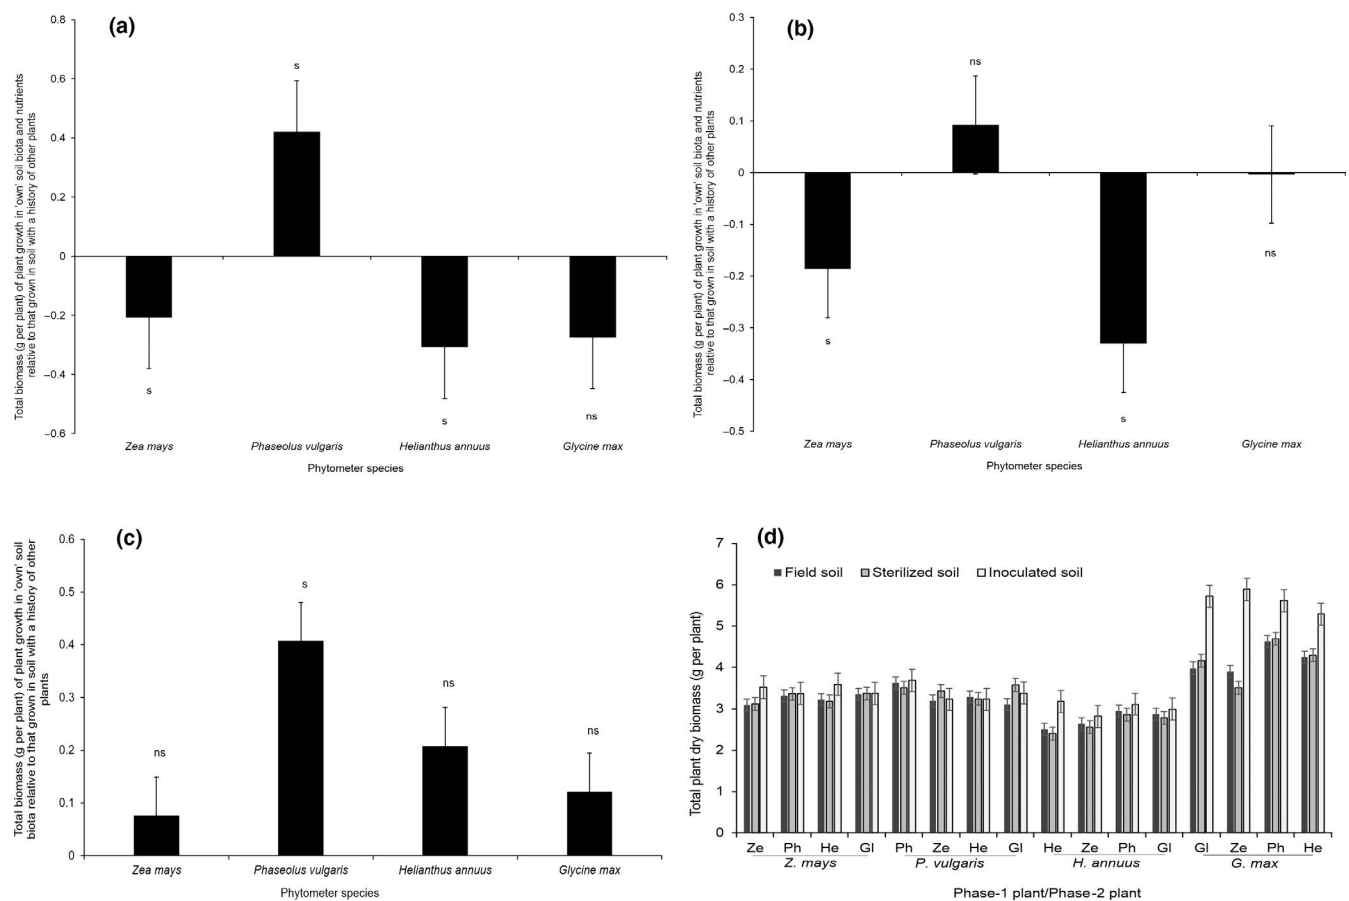 (a)
Total biomass (g per plant) of plant growth in 'own' soil biota and nutrients
relative to that grown in soil with a history of other
plants
0.8
0.6
0.4
0.2
0
−0.2
−0.4
−0.6
s
s
s
ns
Zea mays
Phaseolus vulgaris
Helianthus annuus
Glycine max
Phytometer species
(b)
Total biomass (g per plant) of plant growth in 'own' soil biota and nutrients
relative to that grown in soil with a history of other plants
0.3
0.2
0.1
0
−0.1
−0.2
−0.3
−0.4
−0.5
s
ns
s
ns
Zea mays
Phaseolus vulgaris
Helianthus annuus
Glycine max
Phytometer species
(c)
Total biomass (g per plant) of plant growth in 'own' soil
biota relative to that grown in soil with a history of other
plants
0.6
0.5
0.4
0.3
0.2
0.1
0
ns
s
ns
ns
Zea mays
Phaseolus vulgaris
Helianthus annuus
Glycine max
Phytometer species
(d)
Total plant dry biomass (g per plant)
7
6
5
4
3
2
1
0
Field soil Sterilized soil Inoculated soil
Ze Ph He Gl Ph Ze He Gl He Ze Ph Gl Gl Ze Ph He
Z. mays P. vulgaris H. annuus G. max
Phase-1 plant/Phase-2 plant